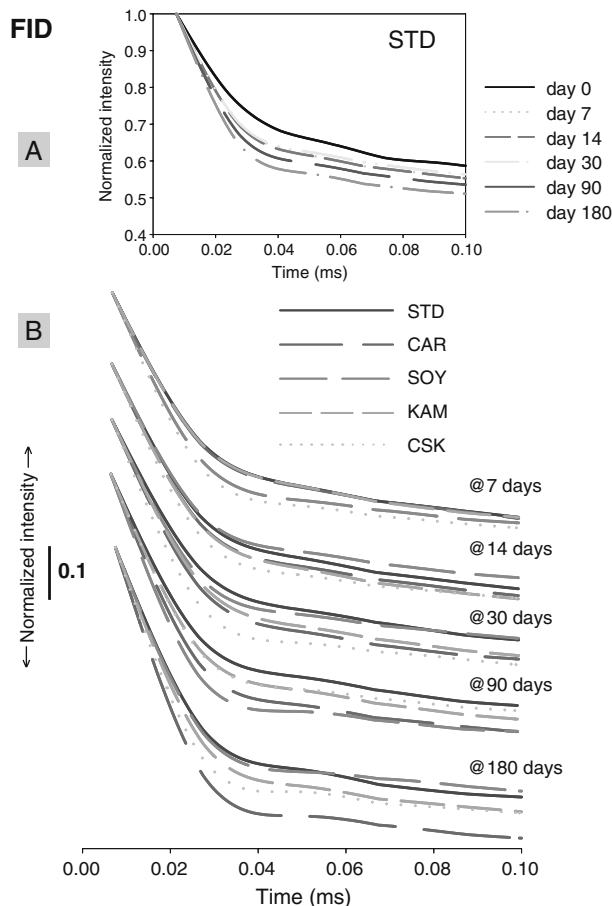 FID
STD
A
Normalized intensity
1.0
0.9
0.8
0.7
0.6
0.5
0.4
0.00 0.02 0.04 0.06 0.08 0.10
Time (ms)
day 0
day 7
day 14
day 30
day 90
day 180
B
STD
CAR
SOY
KAM
CSK
@7 days
@14 days
@30 days
@90 days
@180 days
← Normalized intensity →
0.1
0.00 0.02 0.04 0.06 0.08 0.10
Time (ms)